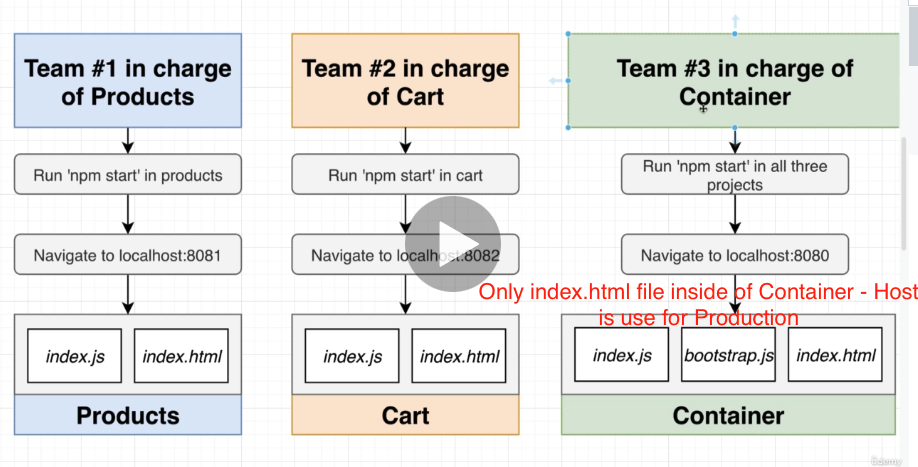 Team #1 in charge
of Products
Team #2 in charge
of Cart
Team #3 in charge of
Container
Run 'npm start' in products
Run 'npm start' in cart
Run 'npm start' in all three
projects
Navigate to localhost:8081
Navigate to localhost:8082
Navigate to localhost:8080
Only index.html file inside of Container - Host
is use for Production
index.js
index.html
index.js
index.html
index.js
bootstrap.js
index.html
Products
Cart
Container
ûdemy